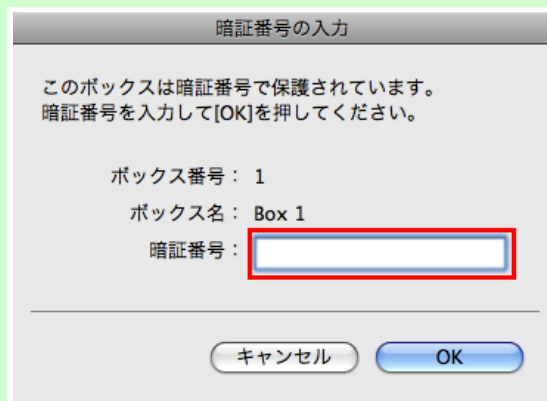 暗証番号の入力
このボックスは暗証番号で保護されています。
暗証番号を入力して[OK]を押してください。
ボックス番号： 1
ボックス名： Box 1
暗証番号：
キャンセル OK